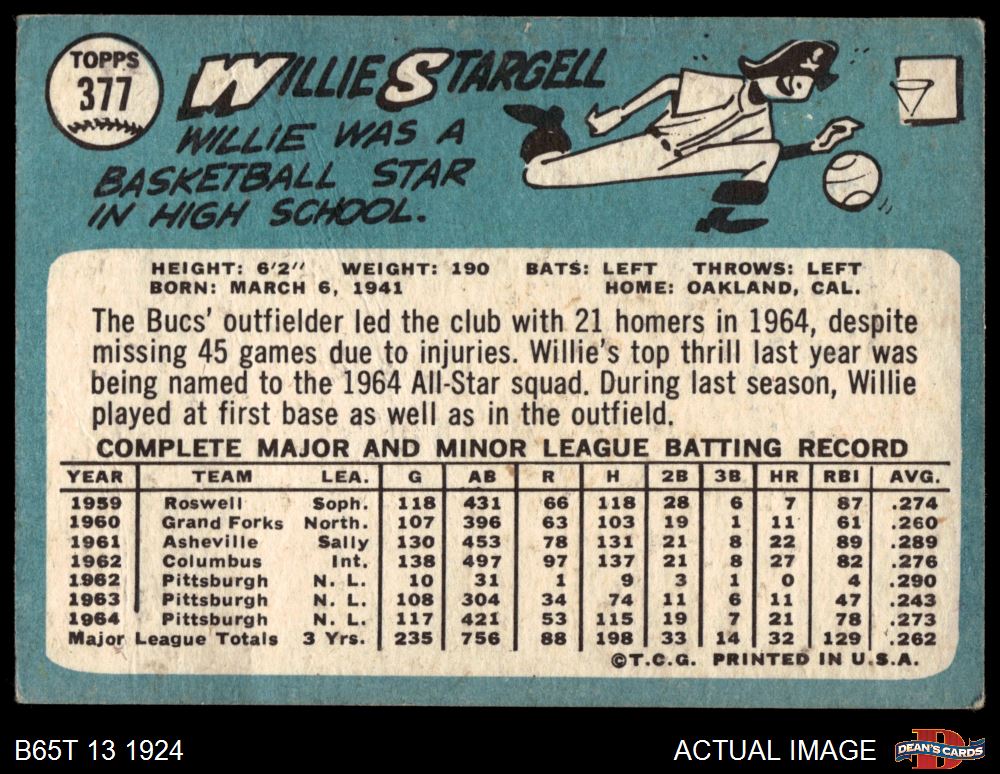 TOPPS
377
WILLIE STARGELL
WILLIE WAS A
BASKETBALL STAR
IN HIGH SCHOOL.
HEIGHT: 6'2" WEIGHT: 190 BATS: LEFT THROWS: LEFT
BORN: MARCH 6, 1941 HOME: OAKLAND, CAL.
The Bucs' outfielder led the club with 21 homers in 1964, despite
missing 45 games due to injuries. Willie's top thrill last year was
being named to the 1964 All-Star squad. During last season, Willie
played at first base as well as in the outfield.
COMPLETE MAJOR AND MINOR LEAGUE BATTING RECORD
YEAR TEAM LEA. G AB R H 2B 3B HR RBI AVG.
1959 Roswell Soph. 118 431 66 118 28 6 7 87 .274
1960 Grand Forks North. 107 396 63 103 19 1 11 61 .260
1961 Asheville Sally 130 453 78 131 21 8 22 89 .289
1962 Columbus Int. 138 497 97 137 21 8 27 82 .276
1962 Pittsburgh N. L. 10 31 1 9 3 1 0 4 .290
1963 Pittsburgh N. L. 108 304 34 74 11 6 11 47 .243
1964 Pittsburgh N. L. 117 421 53 115 19 7 21 78 .273
Major League Totals 3 Yrs. 235 756 88 198 33 14 32 129 .262
©T.C.G. PRINTED IN U.S.A.
B65T 13 1924 ACTUAL IMAGE DEAN'S CARDS